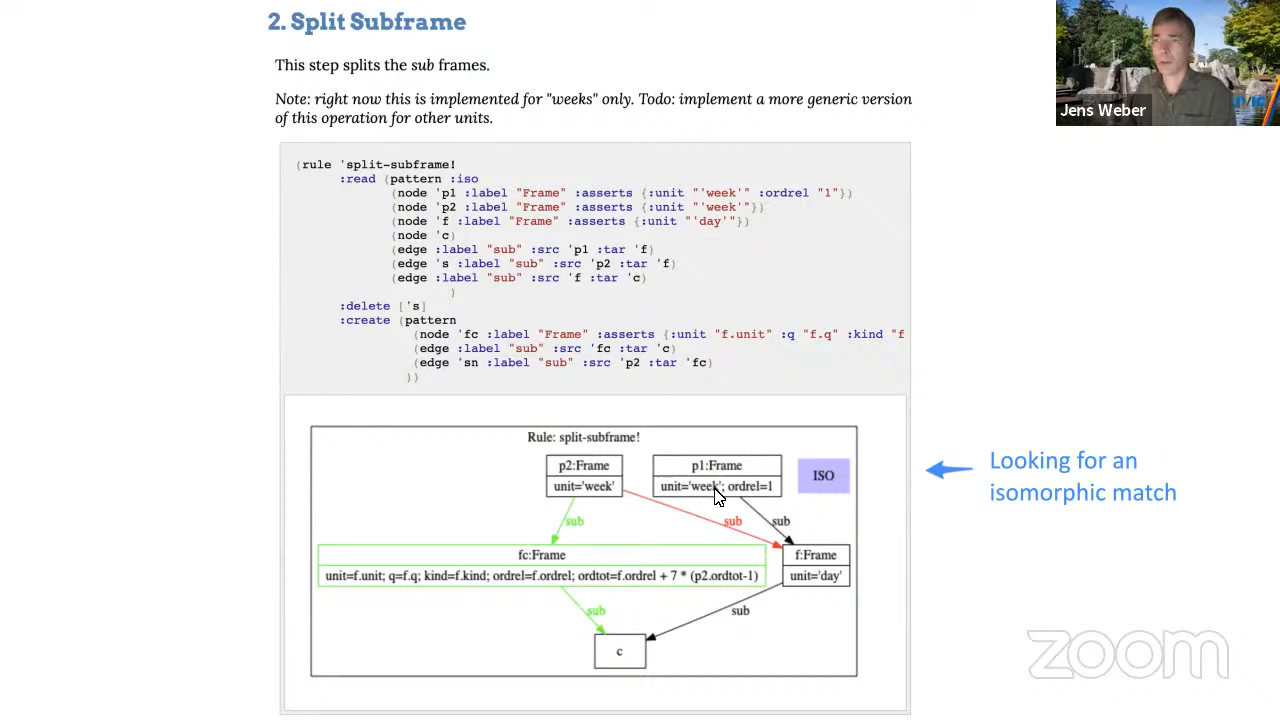 2. Split Subframe
This step splits the sub frames.
Note: right now this is implemented for "weeks" only. Todo: implement a more generic version
of this operation for other units.
(rule 'split-subframe!
:read (pattern :iso
(node 'p1 :label "Frame" :asserts {:unit "'week'" :ordrel "1"})
(node 'p2 :label "Frame" :asserts {:unit "'week'"})
(node 'f :label "Frame" :asserts {:unit "'day'"})
(node 'c)
(edge :label "sub" :src 'p1 :tar 'f)
(edge 's :label "sub" :src 'p2 :tar 'f)
(edge :label "sub" :src 'f :tar 'c)
)
:delete ['s]
:create (pattern
(node 'fc :label "Frame" :asserts {:unit "f.unit" :q "f.q" :kind "f
(edge :label "sub" :src 'fc :tar 'c)
(edge 'sn :label "sub" :src 'p2 :tar 'fc)
))
Rule: split-subframe!
p2:Frame
unit='week'
p1:Frame
unit='week'; ordrel=1
ISO
sub
sub
sub
fc:Frame
unit=f.unit; q=f.q; kind=f.kind; ordrel=f.ordrel; ordtot=f.ordrel + 7 * (p2.ordtot-1)
f:Frame
unit='day'
sub
sub
c
Looking for an
isomorphic match
Jens Weber
zoom